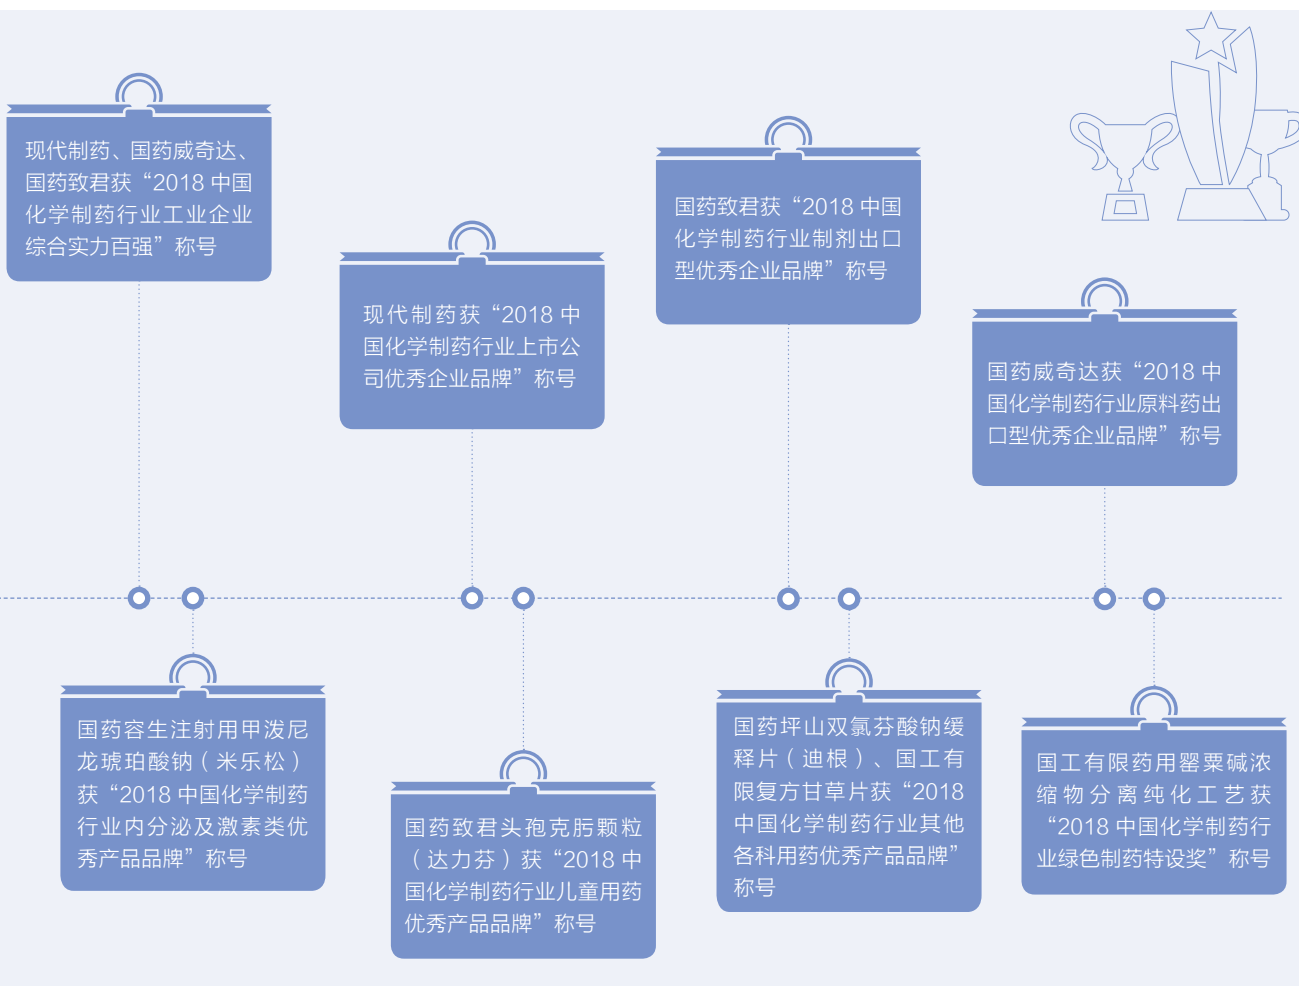 现代制药、国药威奇达、
国药致君获“2018 中国
化学制药行业工业企业
综合实力百强”称号
现代制药获“2018 中
国化学制药行业上市公
司优秀企业品牌”称号
国药致君获“2018 中国
化学制药行业制剂出口
型优秀企业品牌”称号
国药威奇达获“2018 中
国化学制药行业原料药出
口型优秀企业品牌”称号
国药容生注射用甲泼尼
龙琥珀酸钠（米乐松）
获“2018 中国化学制药
行业内分泌及激素类优
秀产品品牌”称号
国药致君头孢克肟颗粒
（达力芬）获“2018 中
国化学制药行业儿童用药
优秀产品品牌”称号
国药坪山双氯芬酸钠缓
释片（迪根）、国工有
限复方甘草片获“2018
中国化学制药行业其他
各科用药优秀产品品牌”
称号
国工有限药用罂粟碱浓
缩物分离纯化工艺获
“2018 中国化学制药行
业绿色制药特设奖”称号